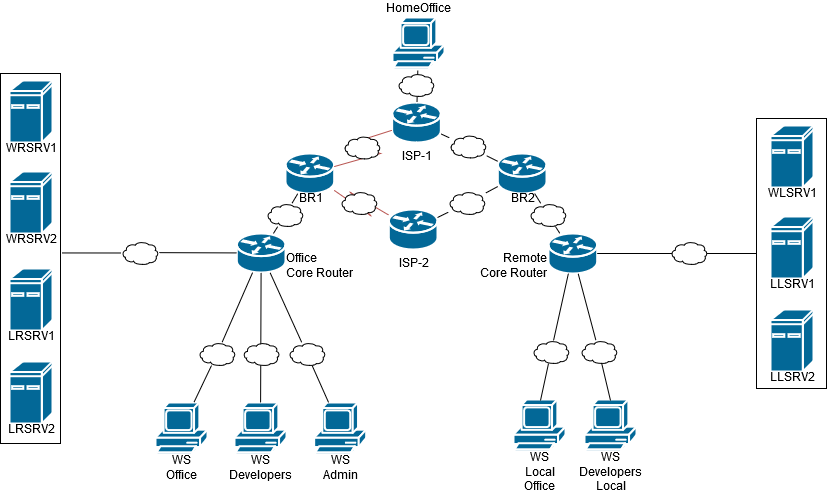 HomeOffice
ISP-1
BR1
BR2
ISP-2
WRSRV1
WRSRV2
LRSRV1
LRSRV2
Office
Core Router
Remote
Core Router
WLSRV1
LLSRV1
LLSRV2
WS
Office
WS
Developers
WS
Admin
WS
Local
Office
WS
Developers
Local